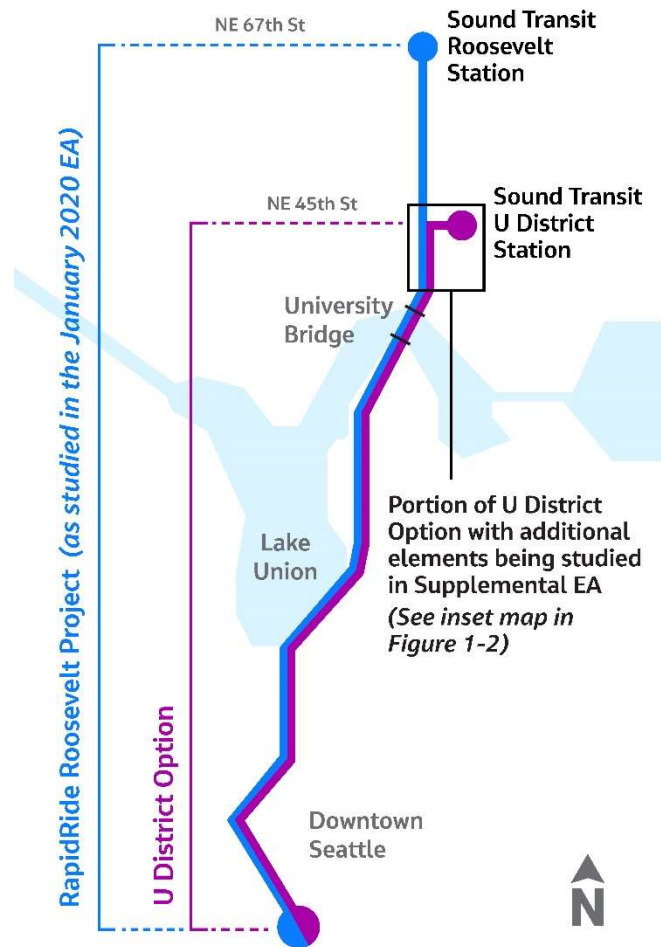 NE 67th St
Sound Transit
Roosevelt
Station
NE 45th St
Sound Transit
U District
Station
University
Bridge
RapidRide Roosevelt Project (as studied in the January 2020 EA)
U District Option
Lake
Union
Portion of U District
Option with additional
elements being studied
in Supplemental EA
(See inset map in
Figure 1-2)
Downtown
Seattle
N